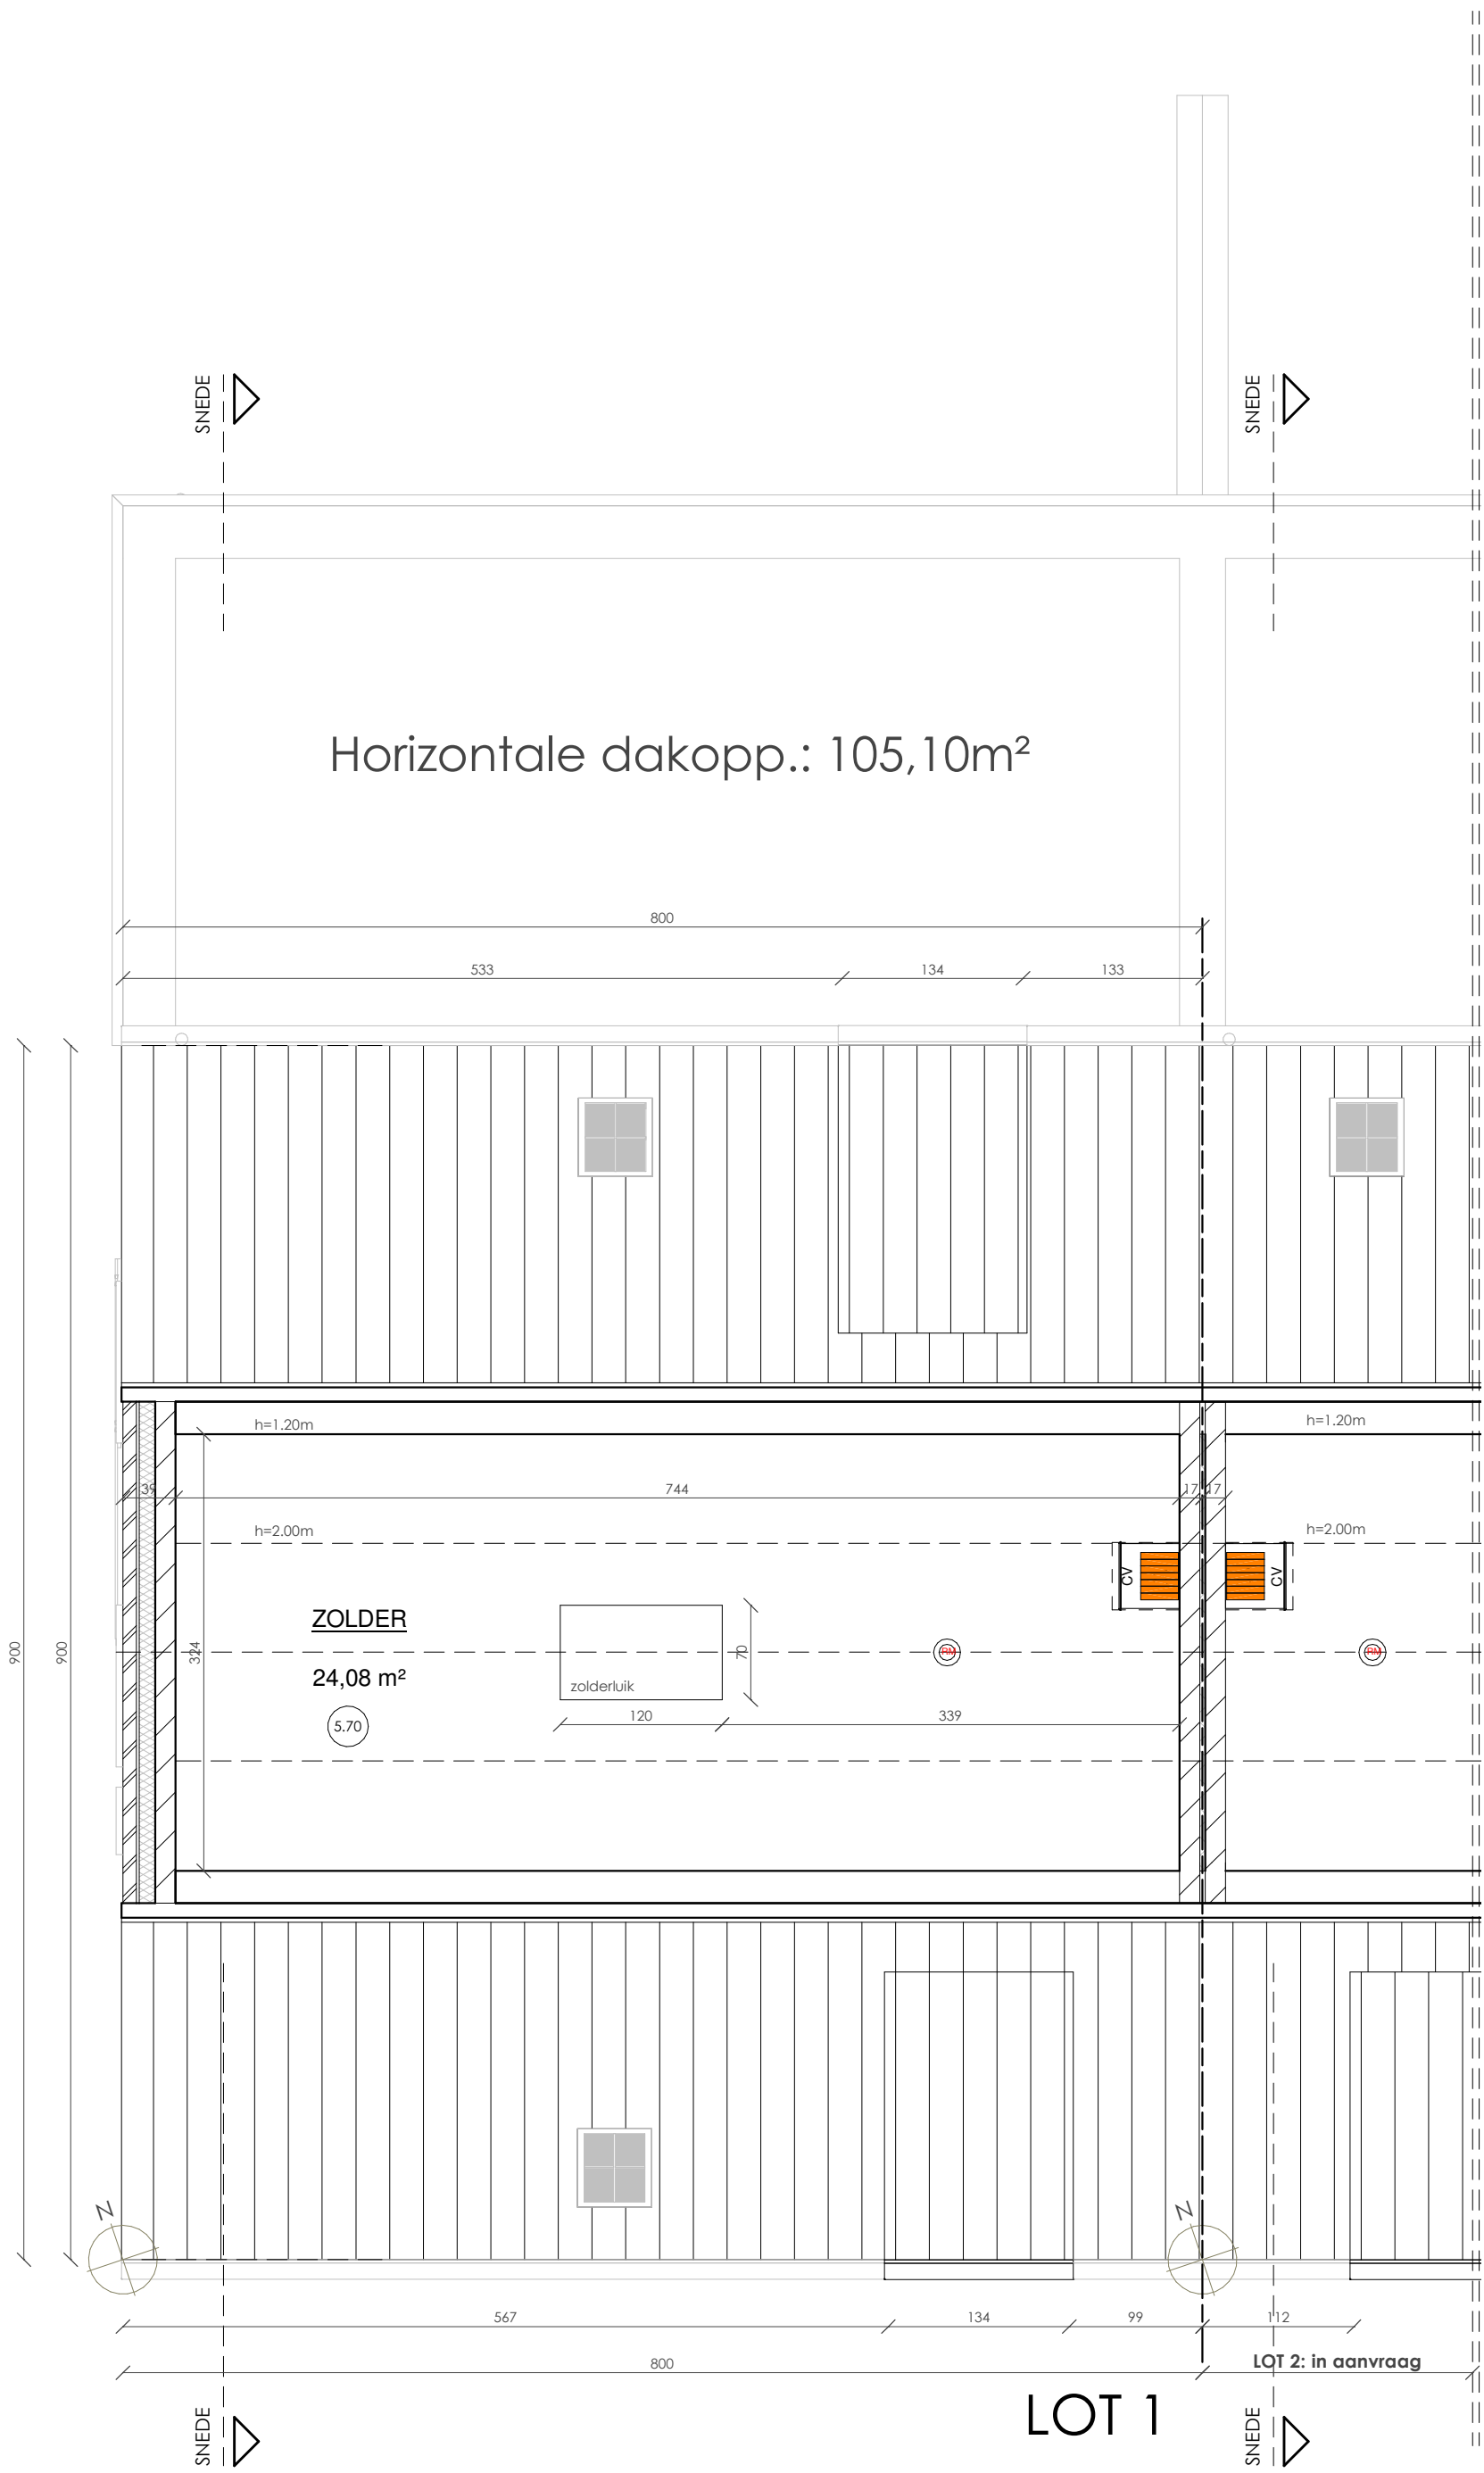 SNEDE
SNEDE
Horizontale dakopp.: 105,10m²
800
533
134
133
h=1.20m
h=1.20m
39
744
17
17
h=2.00m
h=2.00m
CV
CV
ZOLDER
900
900
324
70
RM
RM
24,08 m²
zolderluik
5.70
120
339
N
N
567
134
99
112
800
LOT 2: in aanvraag
LOT 1
SNEDE
SNEDE